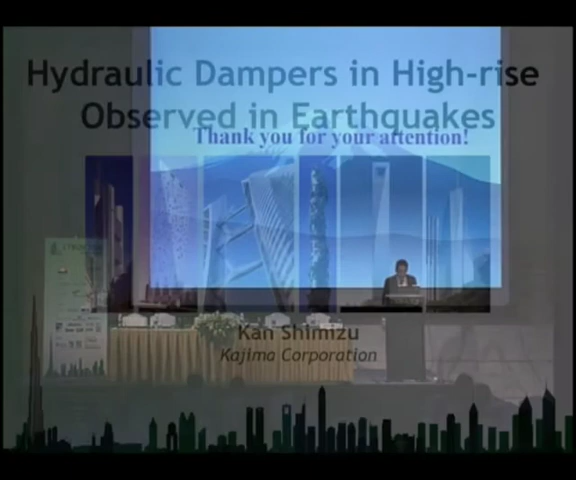 Hydraulic Dampers in High-rise
Observed in Earthquakes
Thank you for your attention!
Kan Shimizu
Kajima Corporation